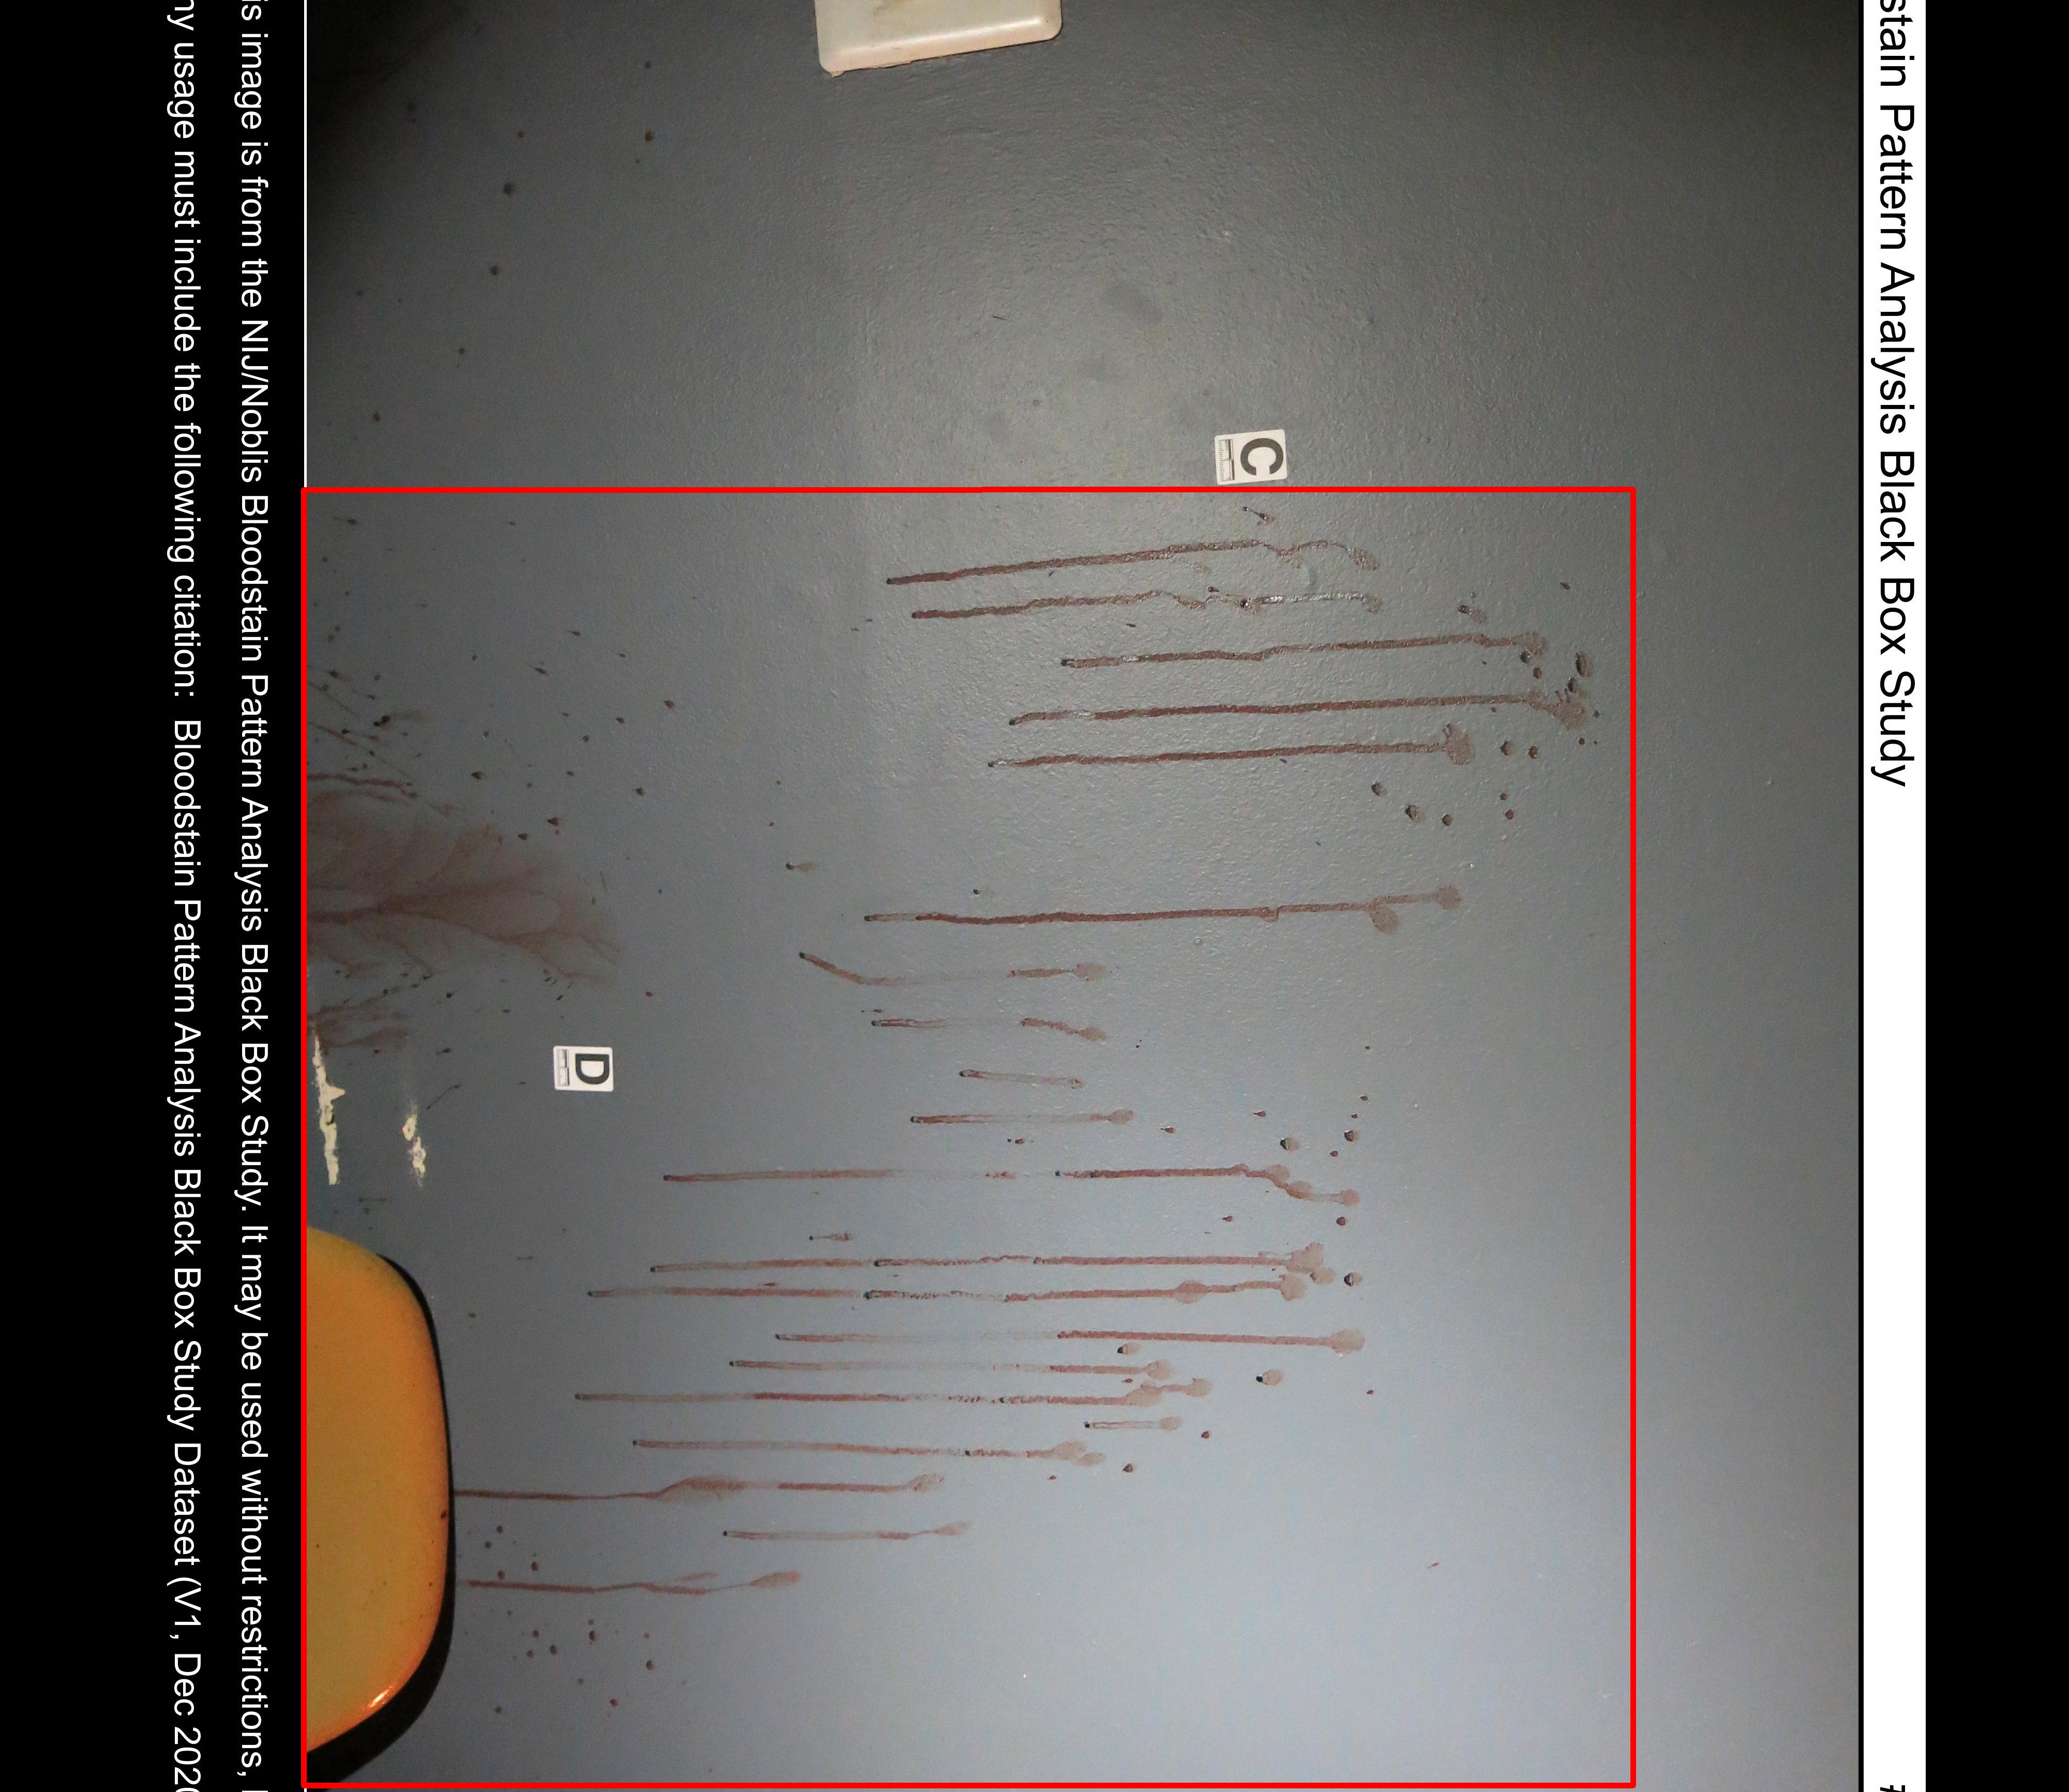 stain Pattern Analysis Black Box Study
C
D
is image is from the NIJ/Noblis Bloodstain Pattern Analysis Black Box Study. It may be used without restrictions,
ny usage must include the following citation: Bloodstain Pattern Analysis Black Box Study Dataset (V1, Dec 2020